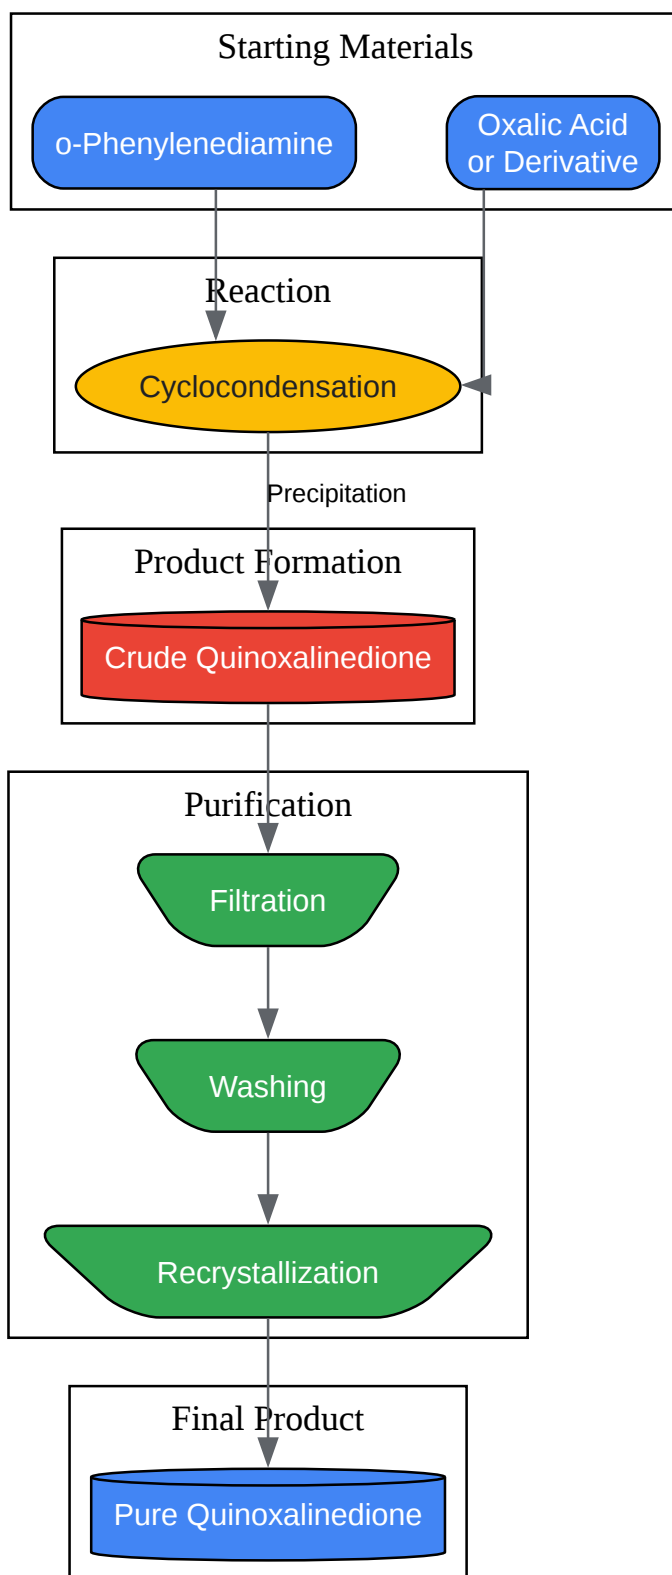 Starting Materials
o-Phenylenediamine
Oxalic Acid
or Derivative
Reaction
Cyclocondensation
Precipitation
Product Formation
Crude Quinoxalinedione
Purification
Filtration
Washing
Recrystallization
Final Product
Pure Quinoxalinedione